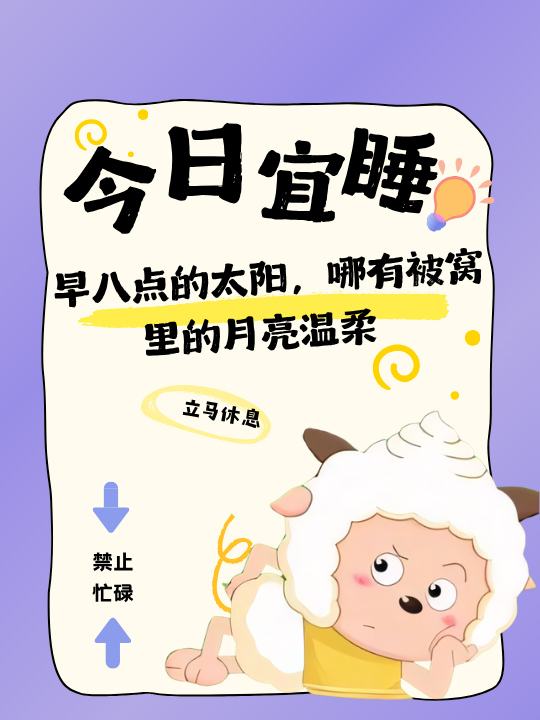 今日宜睡
早八点的太阳，哪有被窝
里的月亮温柔
立马休息
禁止
忙碌